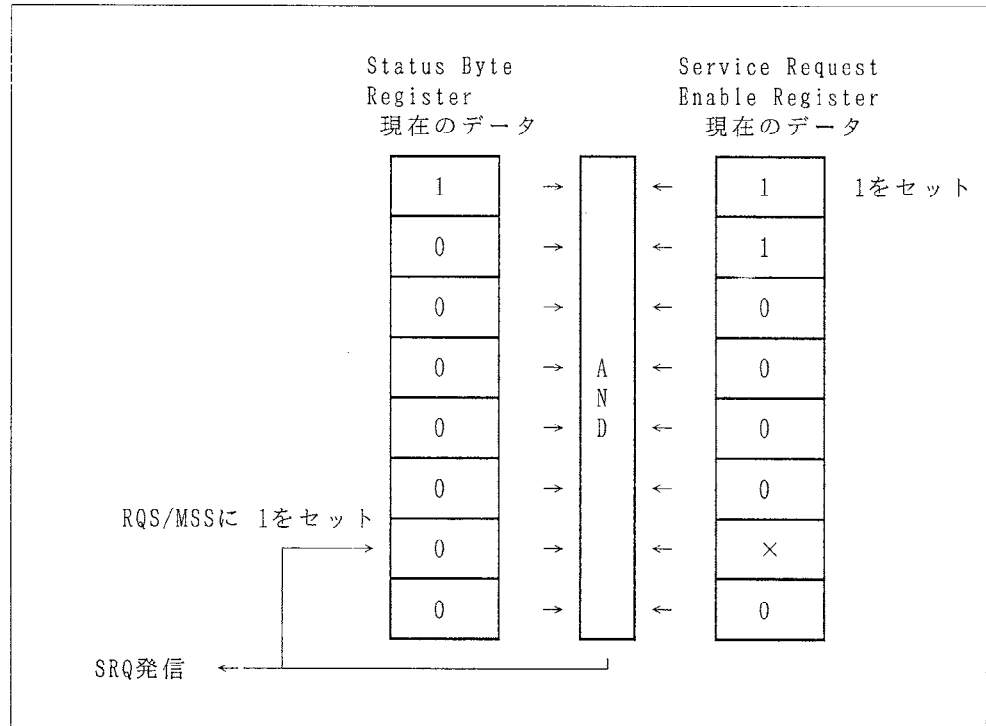 Status Byte
Register
現在のデータ
Service Request
Enable Register
現在のデータ
1 → ← 1 1をセット
0 → ← 1
0 → ← 0
0 → A ← 0
N
0 → D ← 0
0 → ← 0
RQS/MSSに 1をセット
→ 0 → ← ×
0 → ← 0
SRQ発信 ←